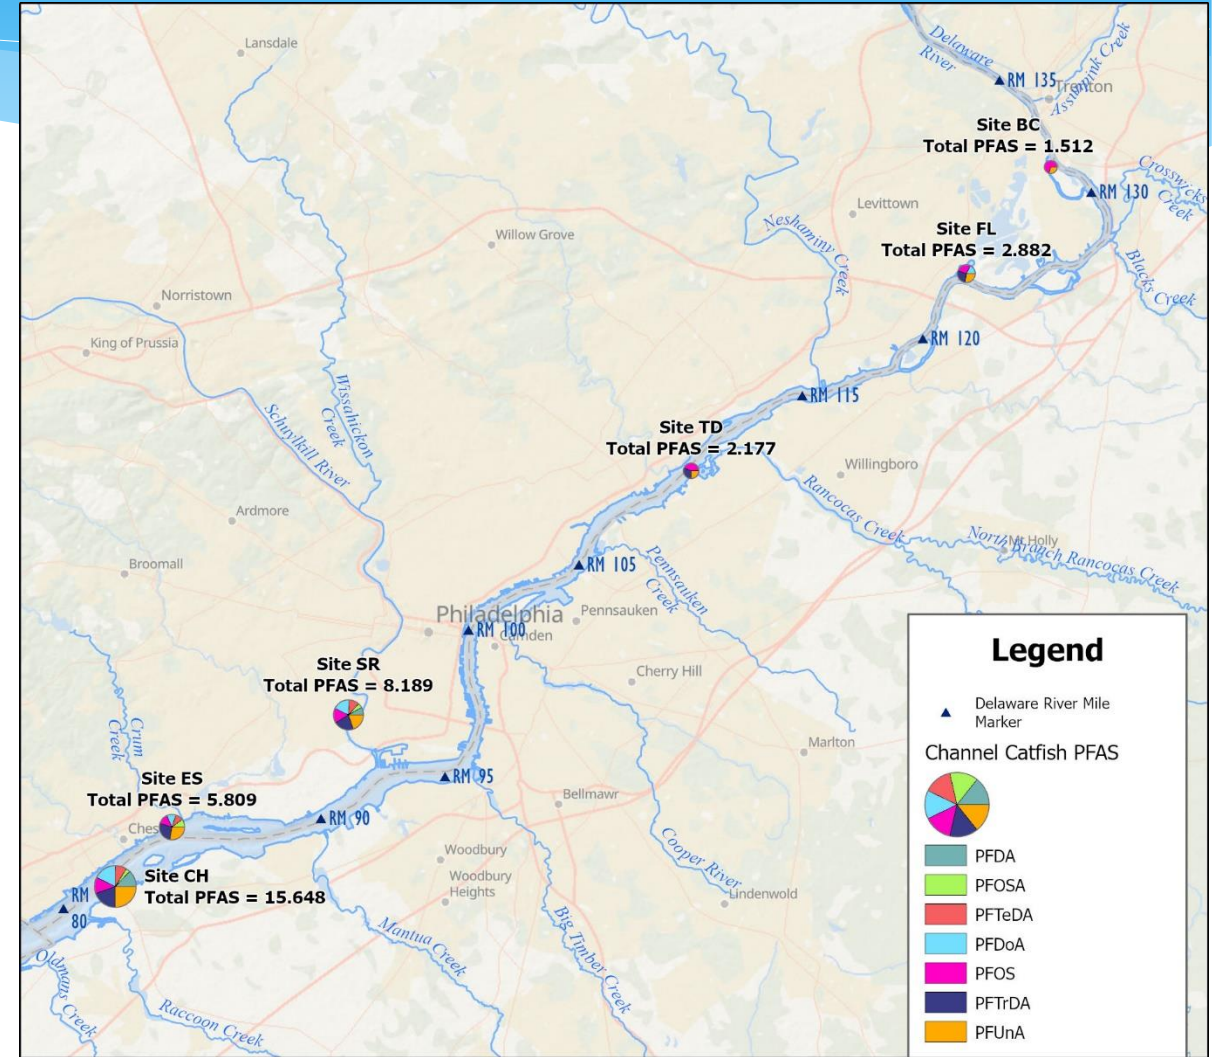 Lansdale
Delaware
River
RM 135
Trenton
Assunpink Creek
Site BC
Total PFAS = 1.512
Crosswicks
Creek
RM 130
Levittown
Neshaminy Creek
Site FL
Total PFAS = 2.882
Willow Grove
Blacks Creek
Norristown
King of Prussia
RM 120
Wissahickon
Creek
RM 115
Schuylkill River
Site TD
Total PFAS = 2.177
Willingboro
Rancocas Creek
Ardmore
North Branch Rancocas Creek
Mt Holly
Broomall
RM 105
Pennsauken
Creek
Philadelphia
Pennsauken
RM 100
Camden
Site SR
Total PFAS = 8.189
Cherry Hill
Crum
Creek
Marlton
RM 95
Site ES
Total PFAS = 5.809
Bellmawr
Ches
RM 90
Cooper River
Woodbury
Woodbury
Heights
Site CH
Total PFAS = 15.648
Lindenwold
RM
80
Mantua Creek
Big Timber Creek
Oldmans Creek
Raccoon Creek
Legend
Delaware River Mile
Marker
Channel Catfish PFAS
PFDA
PFOSA
PFTeDA
PFDoA
PFOS
PFTrDA
PFUnA